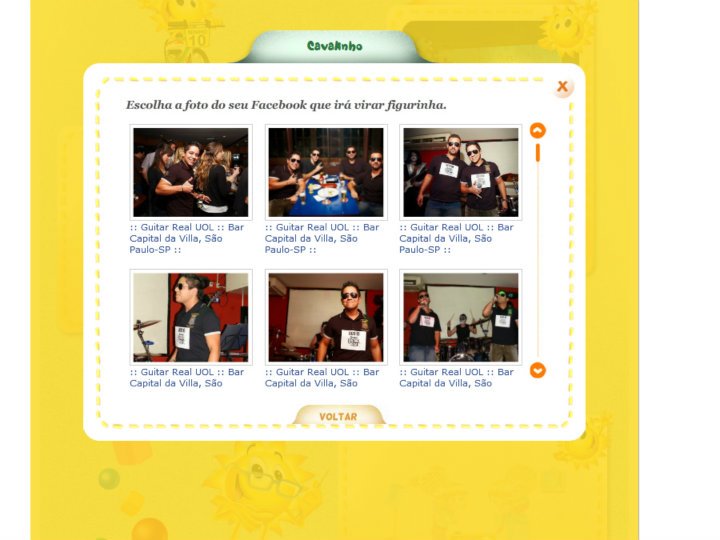 10
Cavalinho
X
Escolha a foto do seu Facebook que irá virar figurinha.
:: Guitar Real UOL :: Bar
Capital da Villa, São
Paulo-SP ::
:: Guitar Real UOL :: Bar
Capital da Villa, São
Paulo-SP ::
:: Guitar Real UOL :: Bar
Capital da Villa, São
Paulo-SP ::
:: Guitar Real UOL :: Bar
Capital da Villa, São
:: Guitar Real UOL :: Bar
Capital da Villa, São
:: Guitar Real UOL :: Bar
Capital da Villa, São
VOLTAR